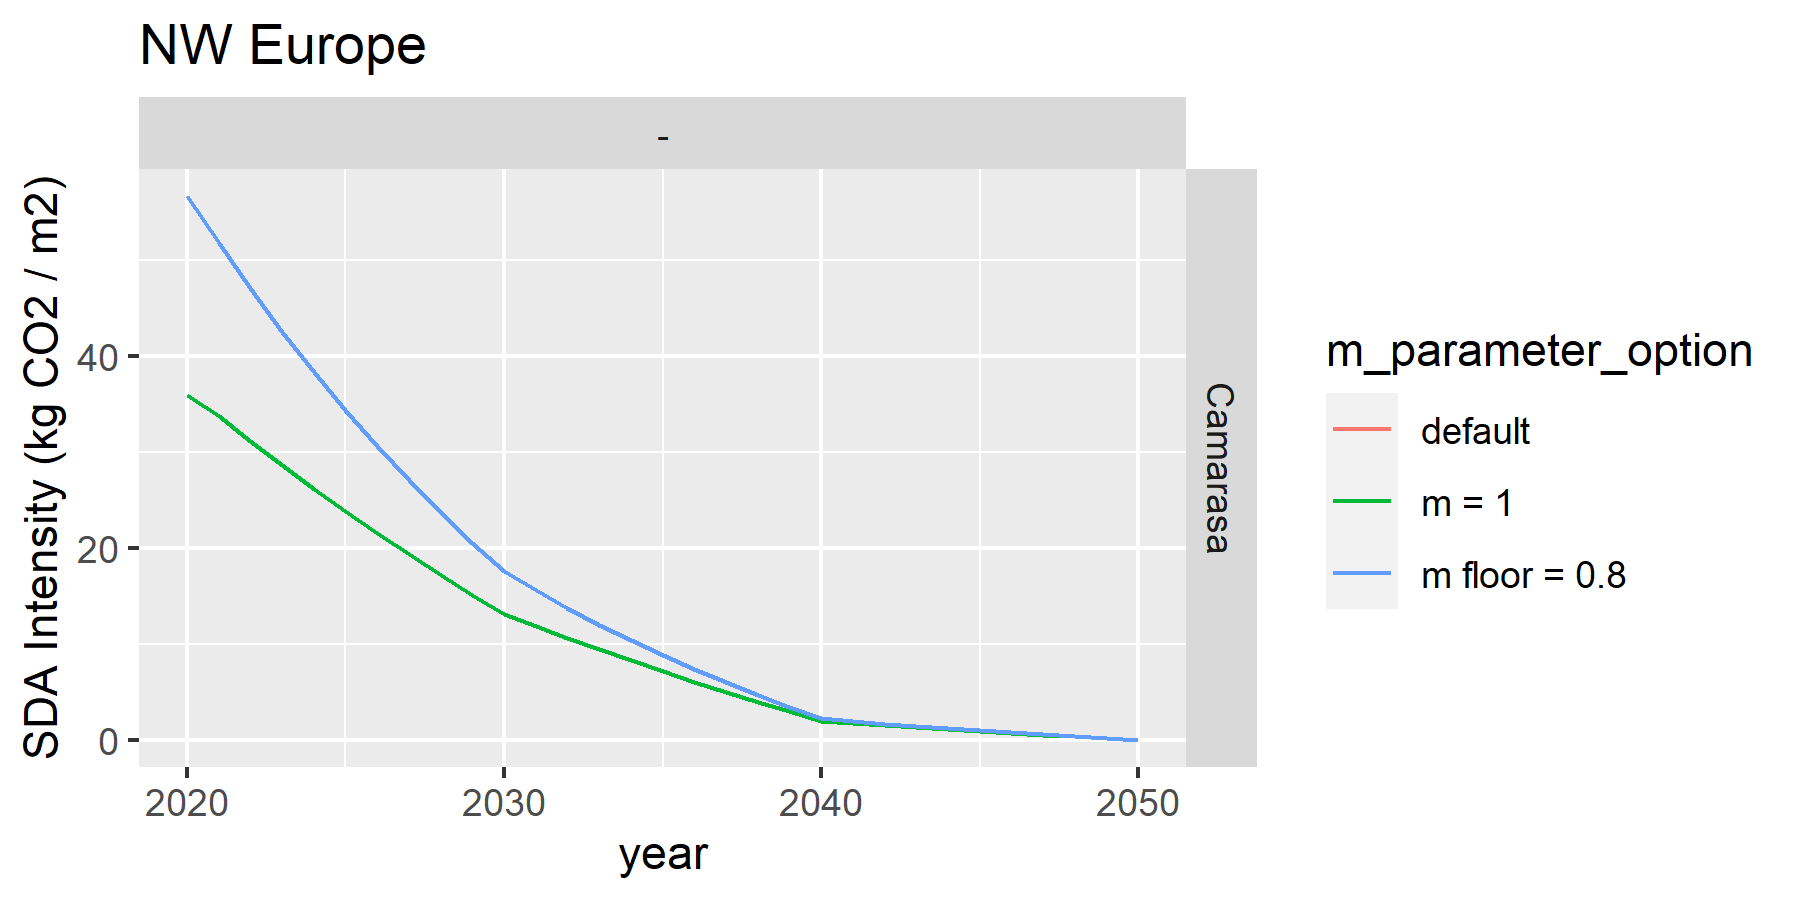 NW Europe
-
SDA Intensity (kg CO2 / m2)
40
20
0
Camarasa
2020 2030 2040 2050
year
m_parameter_option
default
m = 1
m floor = 0.8